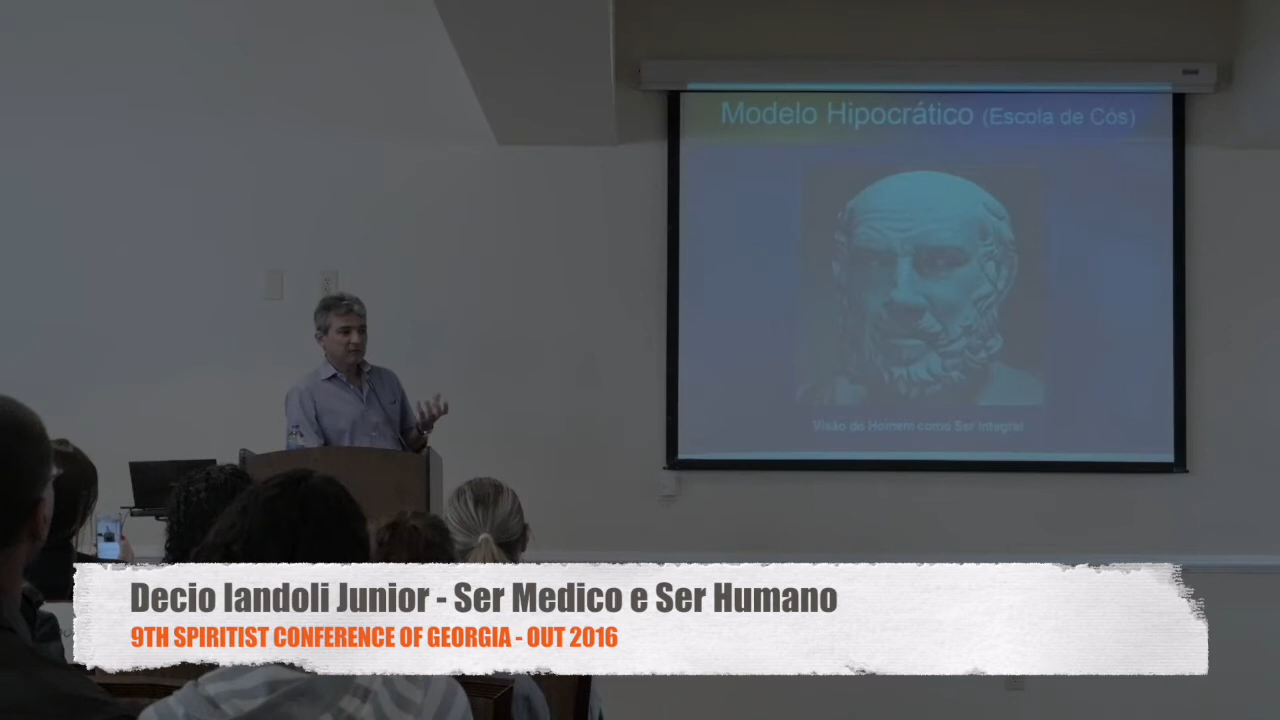 Modelo Hipocrático (Escola de Cós)
Visão do Homem como Ser Integral
Decio Iandoli Junior - Ser Medico e Ser Humano
9TH SPIRITIST CONFERENCE OF GEORGIA - OUT 2016